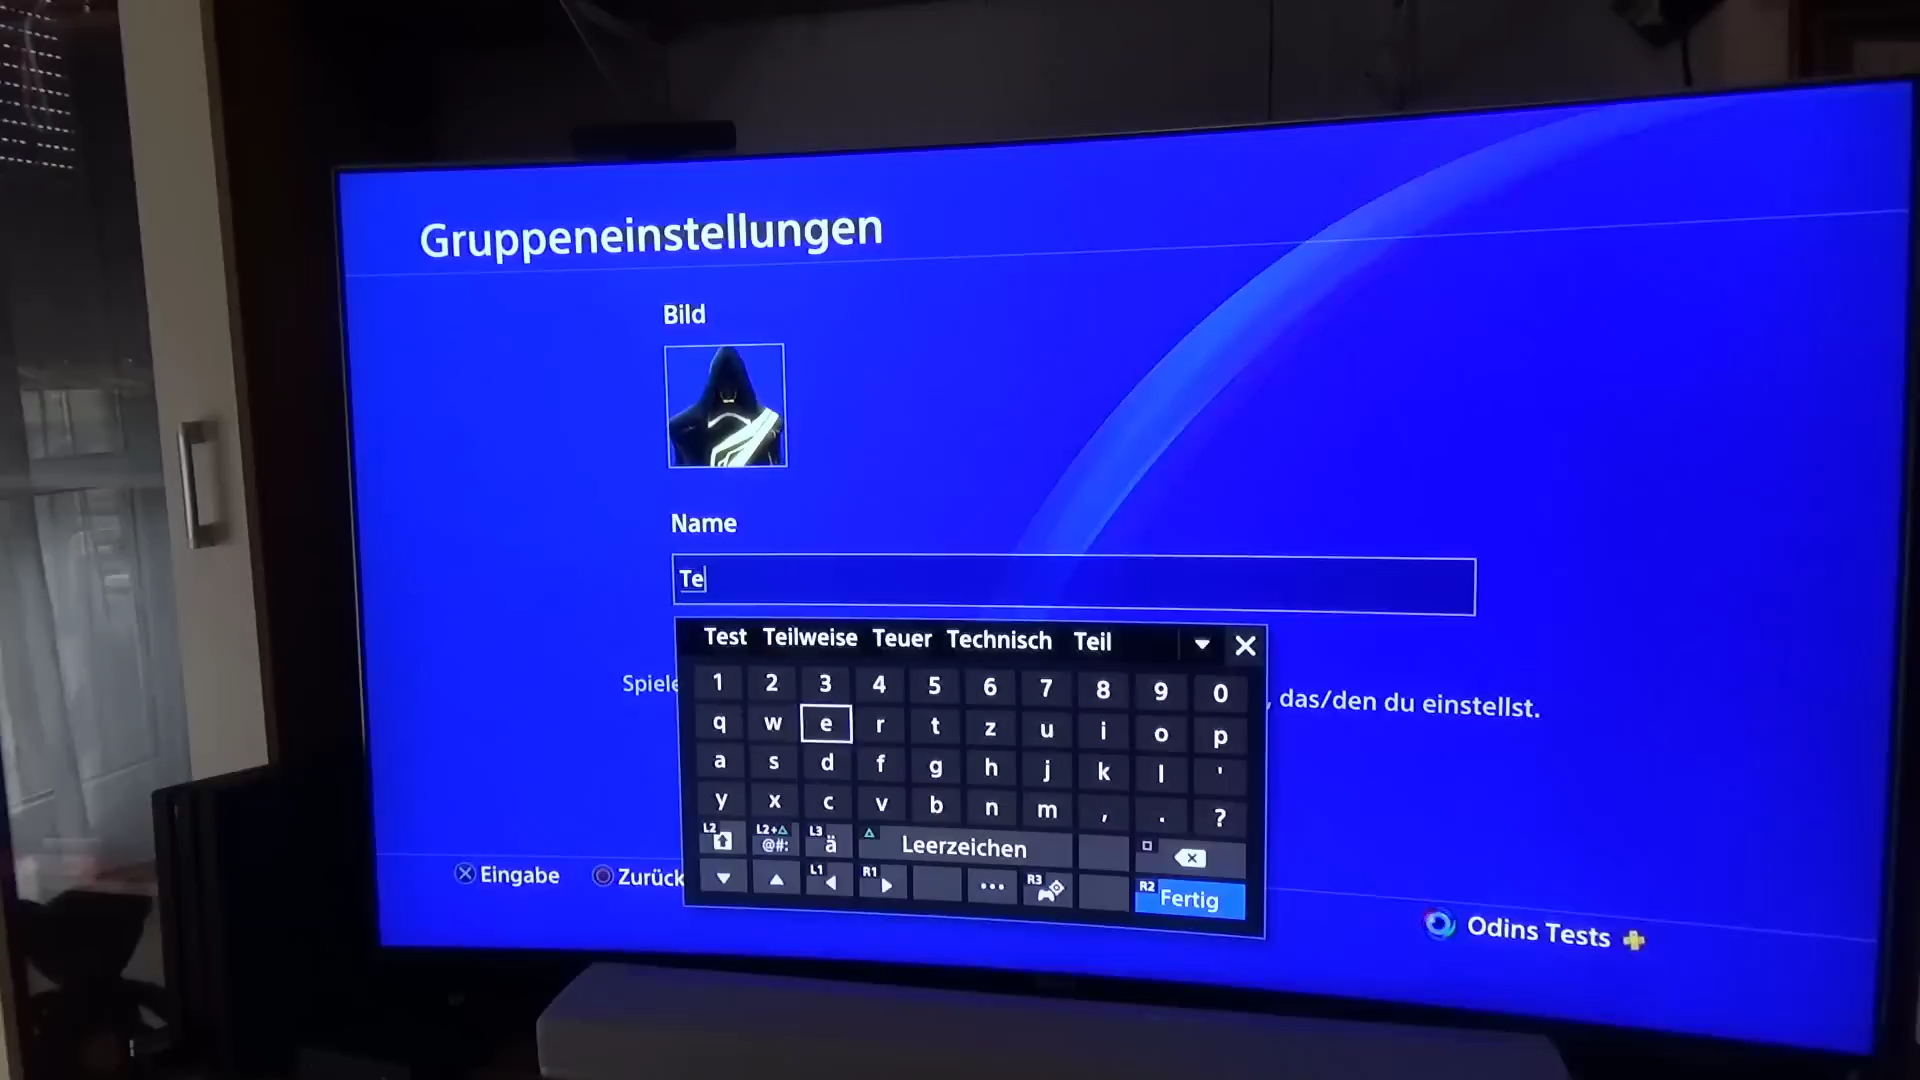 Gruppeneinstellungen
Bild
Name
Te
Test Teilweise Teuer Technisch Teil
Spiele , das/den du einstellst.
1 2 3 4 5 6 7 8 9 0
q w e r t z u i o p
a s d f g h j k l '
y x c v b n m , . ?
L2 L2+△ @#: L3 ä △ Leerzeichen
L1 R1 ... R3 R2 Fertig
Eingabe Zurück
Odins Tests